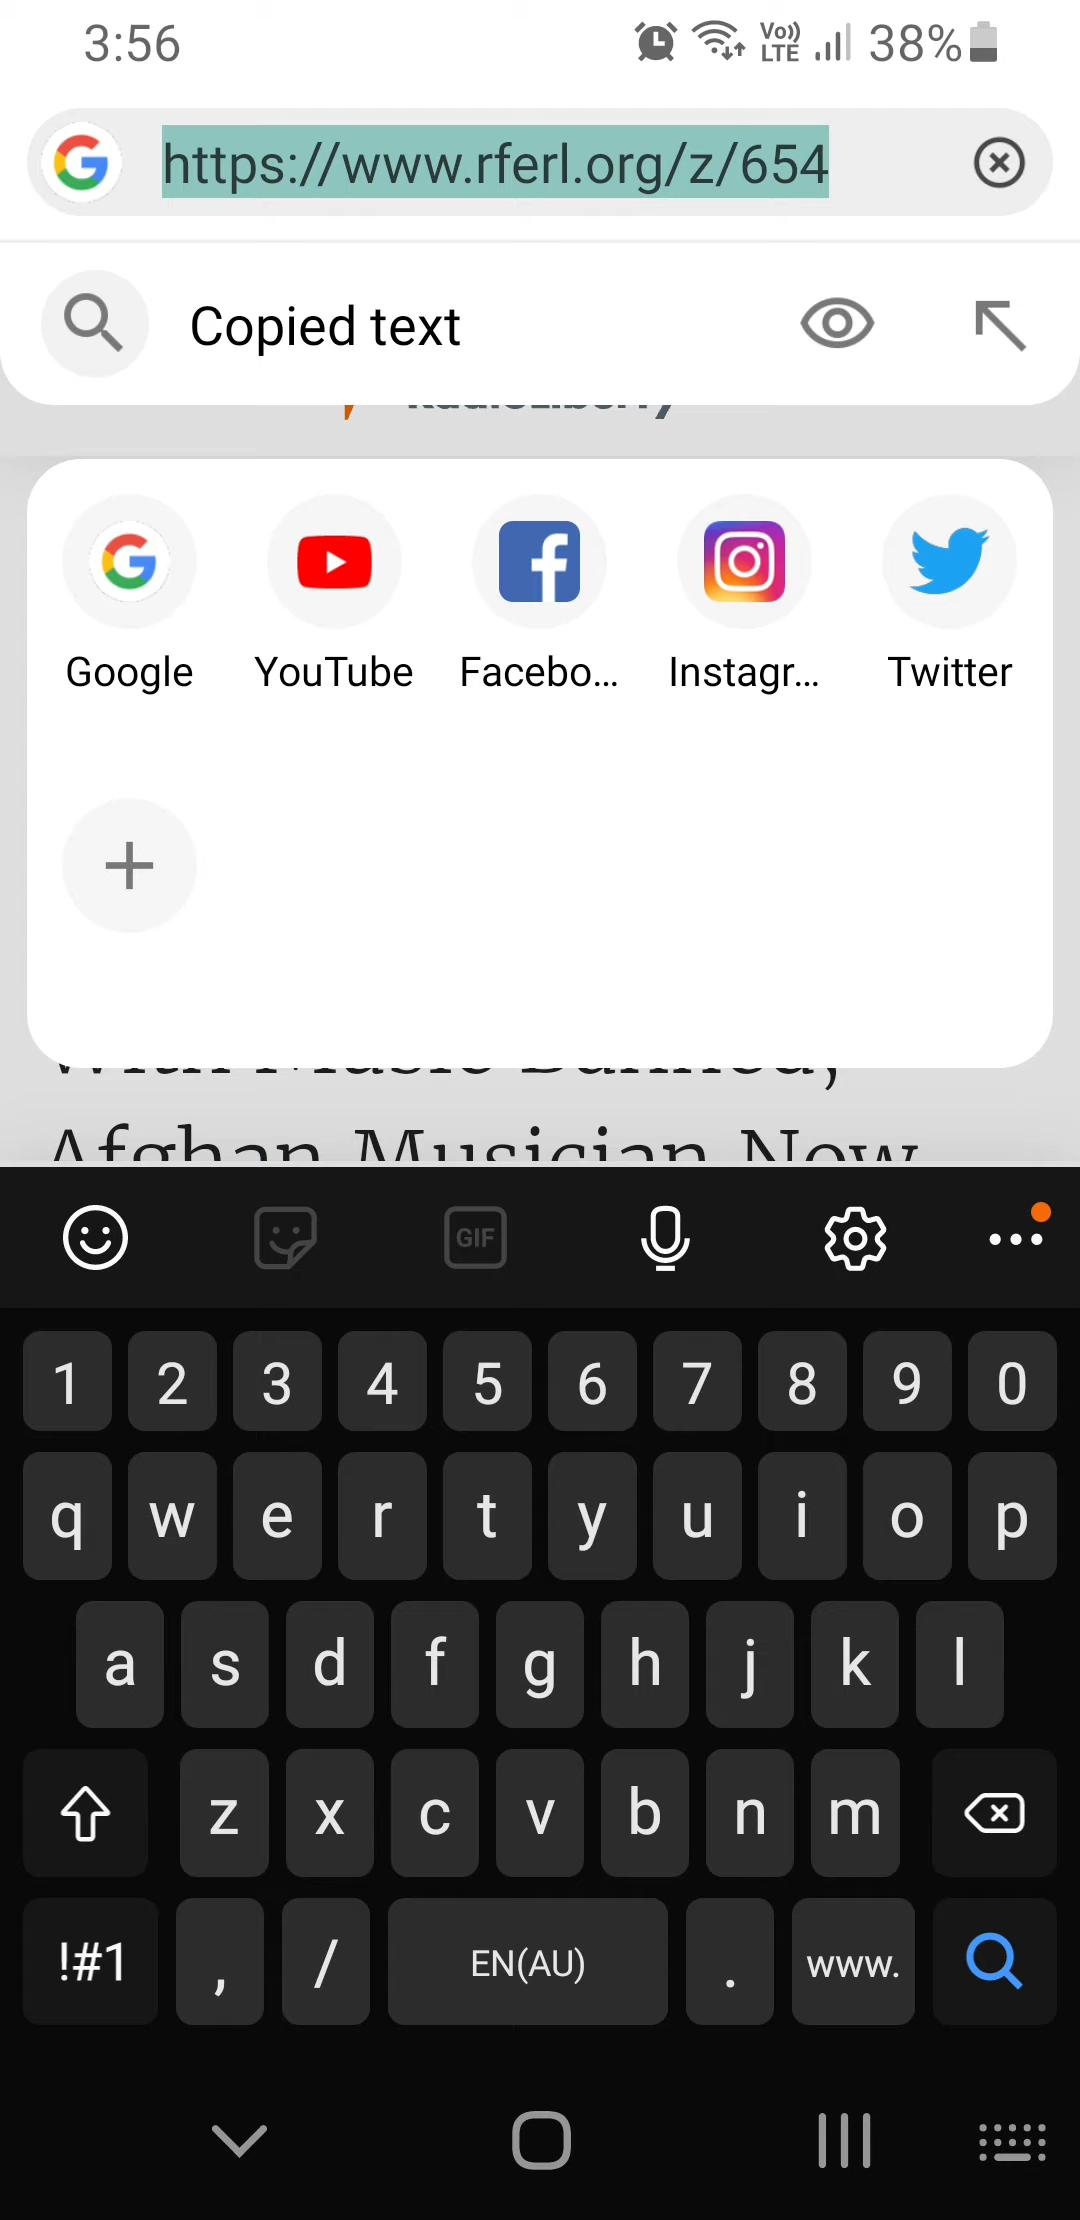 3:56
Vo)) LTE
38%
https://www.rferl.org/z/654
Copied text
RadioLiberty
Google YouTube Facebo... Instagr... Twitter
With Music Banned,
Afghan Musician Now
GIF
1 2 3 4 5 6 7 8 9 0
q w e r t y u i o p
a s d f g h j k l
z x c v b n m
!#1 , / EN(AU) . www.